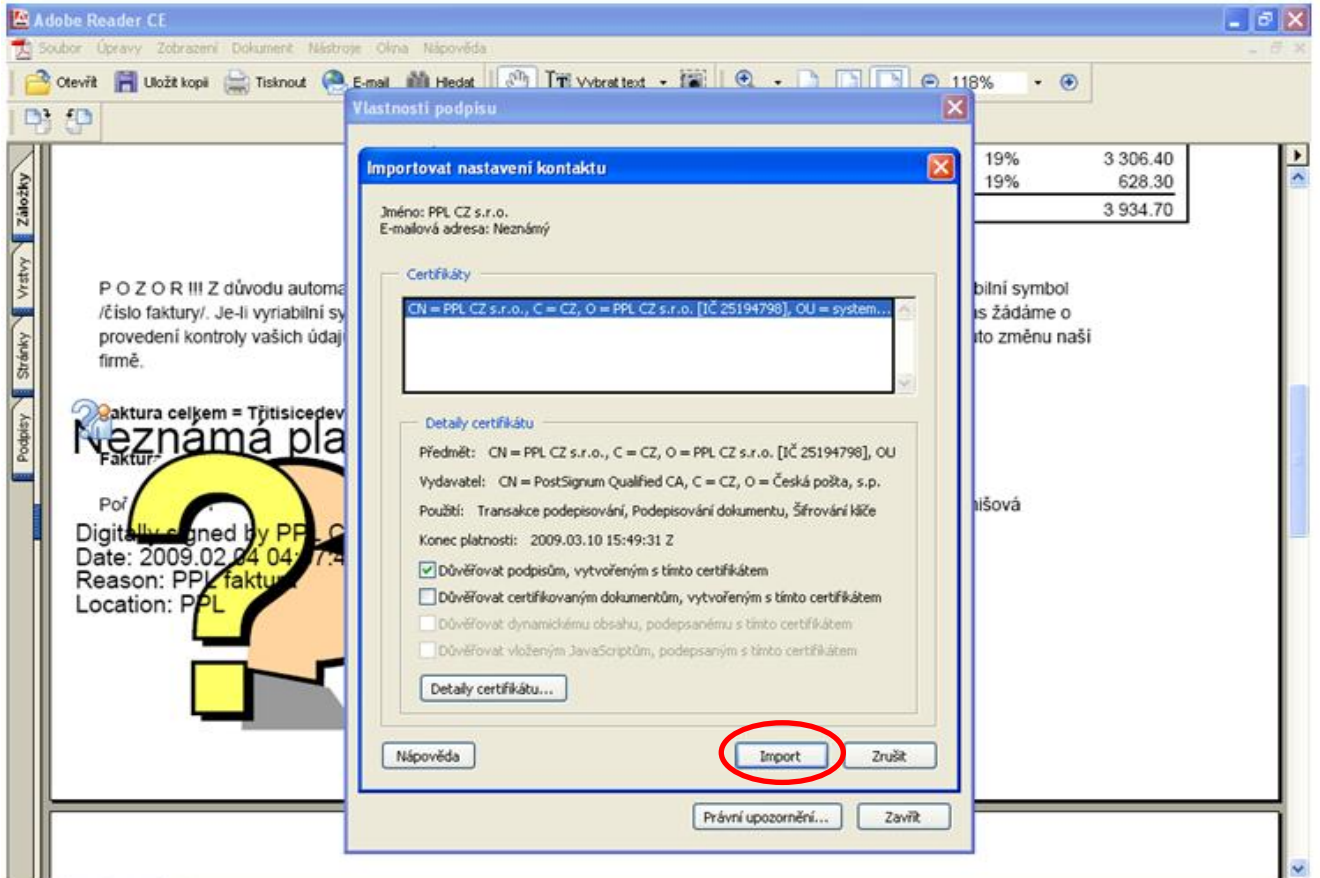 Adobe Reader CE
Soubor Úpravy Zobrazení Dokument Nástroje Okna Nápověda
Otevřít Uložit kopii Tisknout E-mail Hledat Vybrat text 118%
Vlastnosti podpisu
Importovat nastavení kontaktu
19% 3 306.40
19% 628.30
3 934.70
Jméno: PPL CZ s.r.o.
E-mailová adresa: Neznámý
Záložky
Vrstvy
Stránky
Podpisy
Certifikáty
CN = PPL CZ s.r.o., C = CZ, O = PPL CZ s.r.o. [IČ 25194798], OU = system...
P O Z O R !!! Z důvodu automa
bilní symbol
/číslo faktury/. Je-li vyriabilní sy
s žádáme o
provedení kontroly vašich údaj
to změnu naší
firmě.
aktura celkem = Třitisicedev
Neznámá pla
Faktur
Poř
išová
Digitally signed by PPL C
Date: 2009.02.04 04:
Reason: PPL faktura
Location: PPL
Detaily certifikátu
Předmět: CN = PPL CZ s.r.o., C = CZ, O = PPL CZ s.r.o. [IČ 25194798], OU
Vydavatel: CN = PostSignum Qualified CA, C = CZ, O = Česká pošta, s.p.
Použití: Transakce podepisování, Podepisování dokumentu, Šifrování klíče
Konec platnosti: 2009.03.10 15:49:31 Z
Důvěřovat podpisům, vytvořeným s tímto certifikátem
Důvěřovat certifikovaným dokumentům, vytvořeným s tímto certifikátem
Důvěřovat dynamickému obsahu, podepsanému s tímto certifikátem
Důvěřovat vloženým JavaScriptům, podepsaným s tímto certifikátem
Detaily certifikátu...
Nápověda Import Zrušit
Právní upozornění... Zavřít